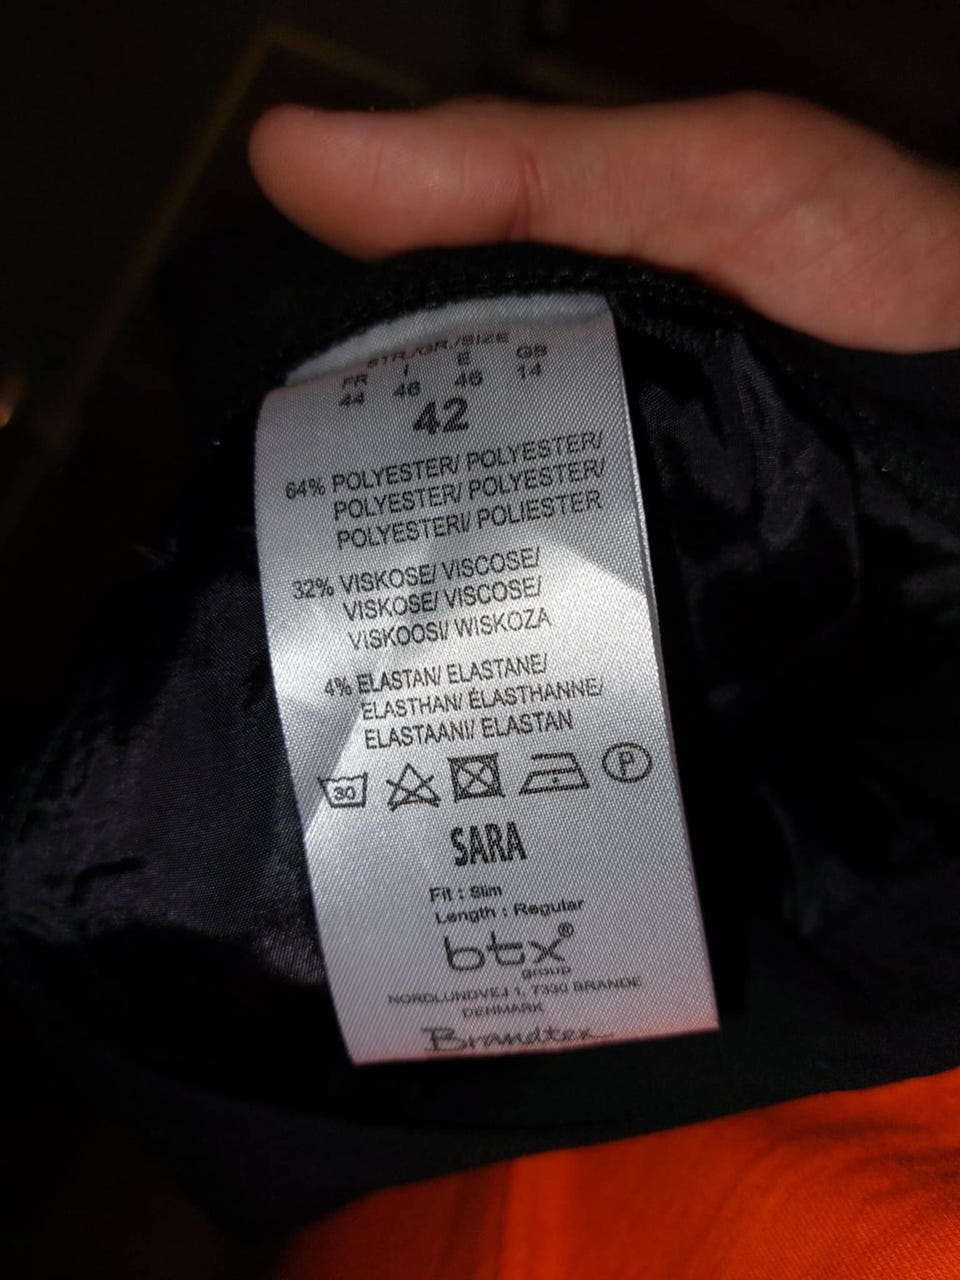 STR./GR./SIZE
FR I E GB
44 46 46 14
42
64% POLYESTER/ POLYESTER/
POLYESTER/ POLYESTER/
POLYESTERI/ POLIESTER
32% VISKOSE/ VISCOSE/
VISKOSE/ VISCOSE/
VISKOOSI/ WISKOZA
4% ELASTAN/ ELASTANE/
ELASTHAN/ ÉLASTHANNE/
ELASTAANI/ ELASTAN
30 P
SARA
Fit : Slim
Length : Regular
btx®
group
NORDLUNDVEJ 1, 7330 BRANDE
DENMARK
Brandtex